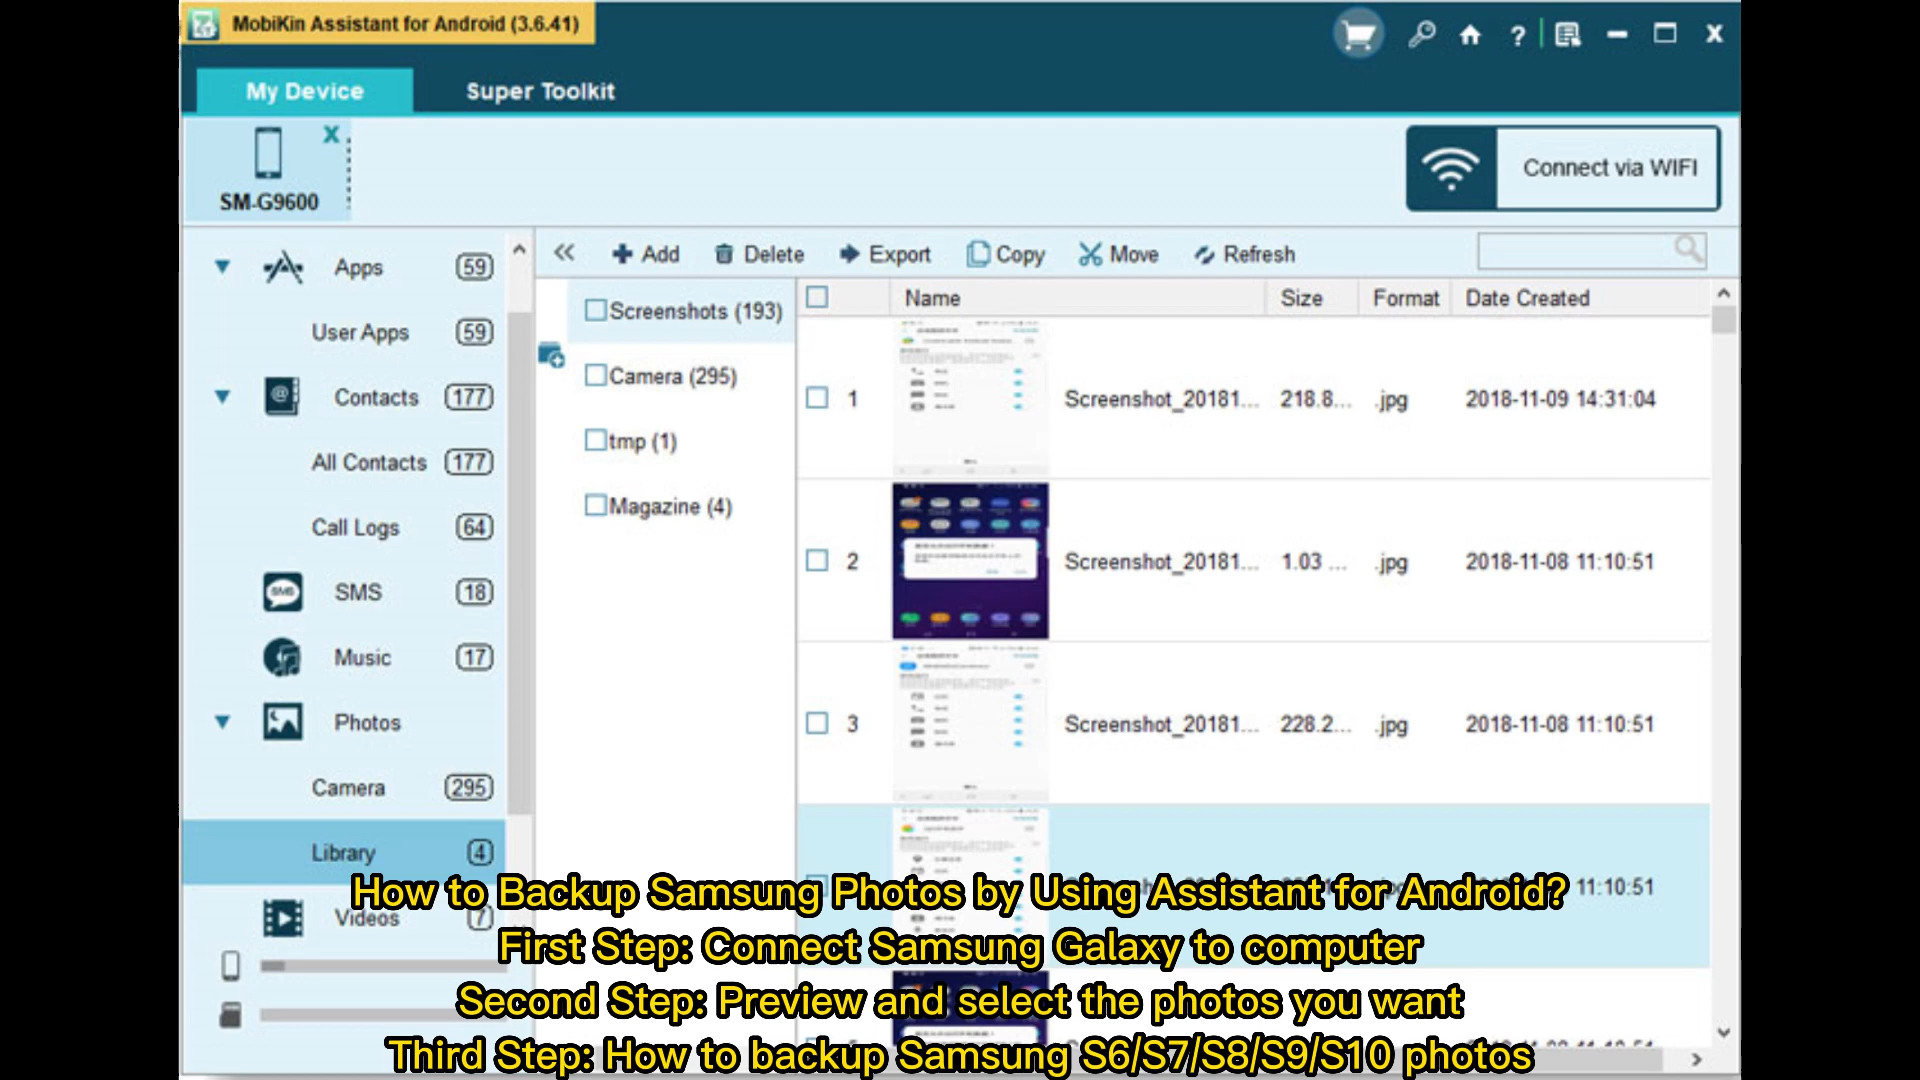 MobiKin Assistant for Android (3.6.41)
?
X
My Device
Super Toolkit
X
SM-G9600
Connect via WIFI
Apps 59
User Apps 59
Contacts 177
All Contacts 177
Call Logs 64
SMS 18
Music 17
Photos
Camera 295
Library 4
Videos 7
Add
Delete
Export
Copy
Move
Refresh
Screenshots (193)
Camera (295)
tmp (1)
Magazine (4)
Name Size Format Date Created
1 Screenshot_20181... 218.8... .jpg 2018-11-09 14:31:04
2 Screenshot_20181... 1.03 ... .jpg 2018-11-08 11:10:51
3 Screenshot_20181... 228.2... .jpg 2018-11-08 11:10:51
11:10:51
How to Backup Samsung Photos by Using Assistant for Android?
First Step: Connect Samsung Galaxy to computer
Second Step: Preview and select the photos you want
Third Step: How to backup Samsung S6/S7/S8/S9/S10 photos